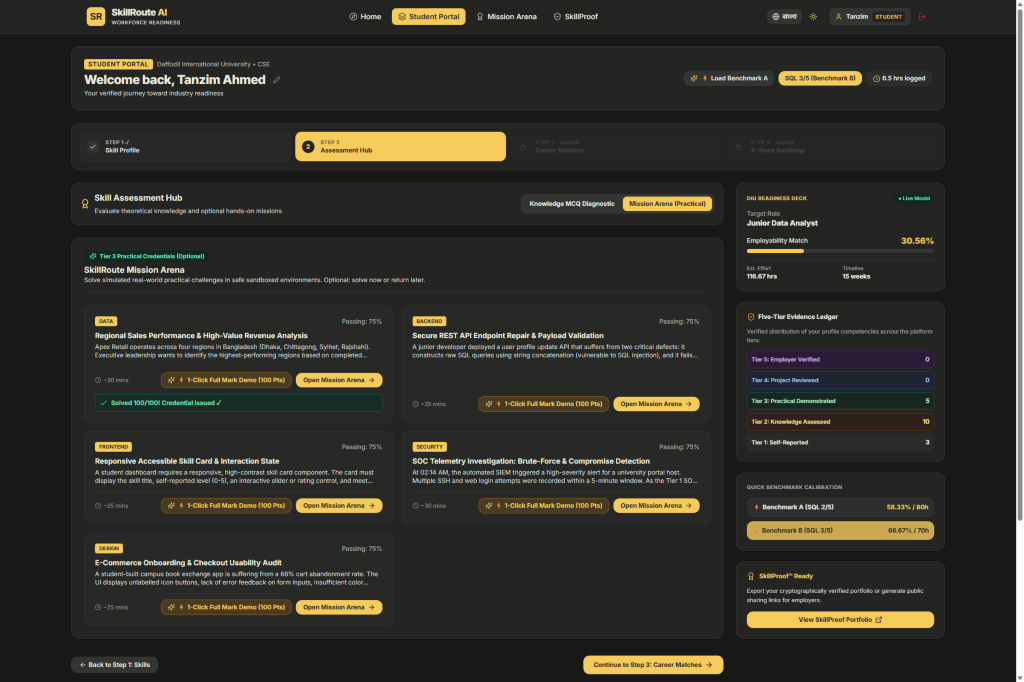 SR
SkillRoute AI
WORKFORCE READINESS
Home
Student Portal
Mission Arena
SkillProof
বাংলা
Tanzim STUDENT
STUDENT PORTAL Daffodil International University • CSE
Welcome back, Tanzim Ahmed
Your verified journey toward industry readiness
Load Benchmark A
SQL 3/5 (Benchmark B)
6.5 hrs logged
STEP 1 ✓
Skill Profile
2
STEP 2
Assessment Hub
STEP 3 · LOCKED
Career Matches
STEP 4 · LOCKED
4-Week Roadmap
Skill Assessment Hub
Evaluate theoretical knowledge and optional hands-on missions
Knowledge MCQ Diagnostic
Mission Arena (Practical)
Tier 3 Practical Credentials (Optional)
SkillRoute Mission Arena
Solve simulated real-world practical challenges in safe sandboxed environments. Optional: solve now or return later.
DATA Passing: 75%
Regional Sales Performance & High-Value Revenue Analysis
Apex Retail operates across four regions in Bangladesh (Dhaka, Chittagong, Sylhet, Rajshahi).
Executive leadership wants to identify the highest-performing regions based on completed...
~30 mins
1-Click Full Mark Demo (100 Pts)
Open Mission Arena →
✓ Solved 100/100! Credential Issued ✓
BACKEND Passing: 75%
Secure REST API Endpoint Repair & Payload Validation
A junior developer deployed a user profile update API that suffers from two critical defects: it
constructs raw SQL queries using string concatenation (vulnerable to SQL injection), and it fails...
~35 mins
1-Click Full Mark Demo (100 Pts)
Open Mission Arena →
FRONTEND Passing: 75%
Responsive Accessible Skill Card & Interaction State
A student dashboard requires a responsive, high-contrast skill card component. The card must
display the skill title, self-reported level (0-5), an interactive slider or rating control, and meet...
~25 mins
1-Click Full Mark Demo (100 Pts)
Open Mission Arena →
SECURITY Passing: 75%
SOC Telemetry Investigation: Brute-Force & Compromise Detection
At 02:14 AM, the automated SIEM triggered a high-severity alert for a university portal host.
Multiple SSH and web login attempts were recorded within a 5-minute window. As the Tier 1 SO...
~30 mins
1-Click Full Mark Demo (100 Pts)
Open Mission Arena →
DESIGN Passing: 75%
E-Commerce Onboarding & Checkout Usability Audit
A student-built campus book exchange app is suffering from a 68% cart abandonment rate. The
UI displays unlabelled icon buttons, lack of error feedback on form inputs, insufficient color...
~25 mins
1-Click Full Mark Demo (100 Pts)
Open Mission Arena →
← Back to Step 1: Skills
Continue to Step 3: Career Matches →
DIU READINESS DECK
• Live Model
Target Role
Junior Data Analyst
Employability Match 30.56%
Est. Effort
116.67 hrs
Timeline
15 weeks
Five-Tier Evidence Ledger
Verified distribution of your profile competencies across the platform
tiers:
Tier 5: Employer Verified 0
Tier 4: Project Reviewed 0
Tier 3: Practical Demonstrated 5
Tier 2: Knowledge Assessed 10
Tier 1: Self-Reported 3
QUICK BENCHMARK CALIBRATION
Benchmark A (SQL 2/5) 58.33% / 80h
Benchmark B (SQL 3/5) 66.67% / 70h
SkillProof™ Ready
Export your cryptographically verified portfolio or generate public
sharing links for employers.
View SkillProof Portfolio